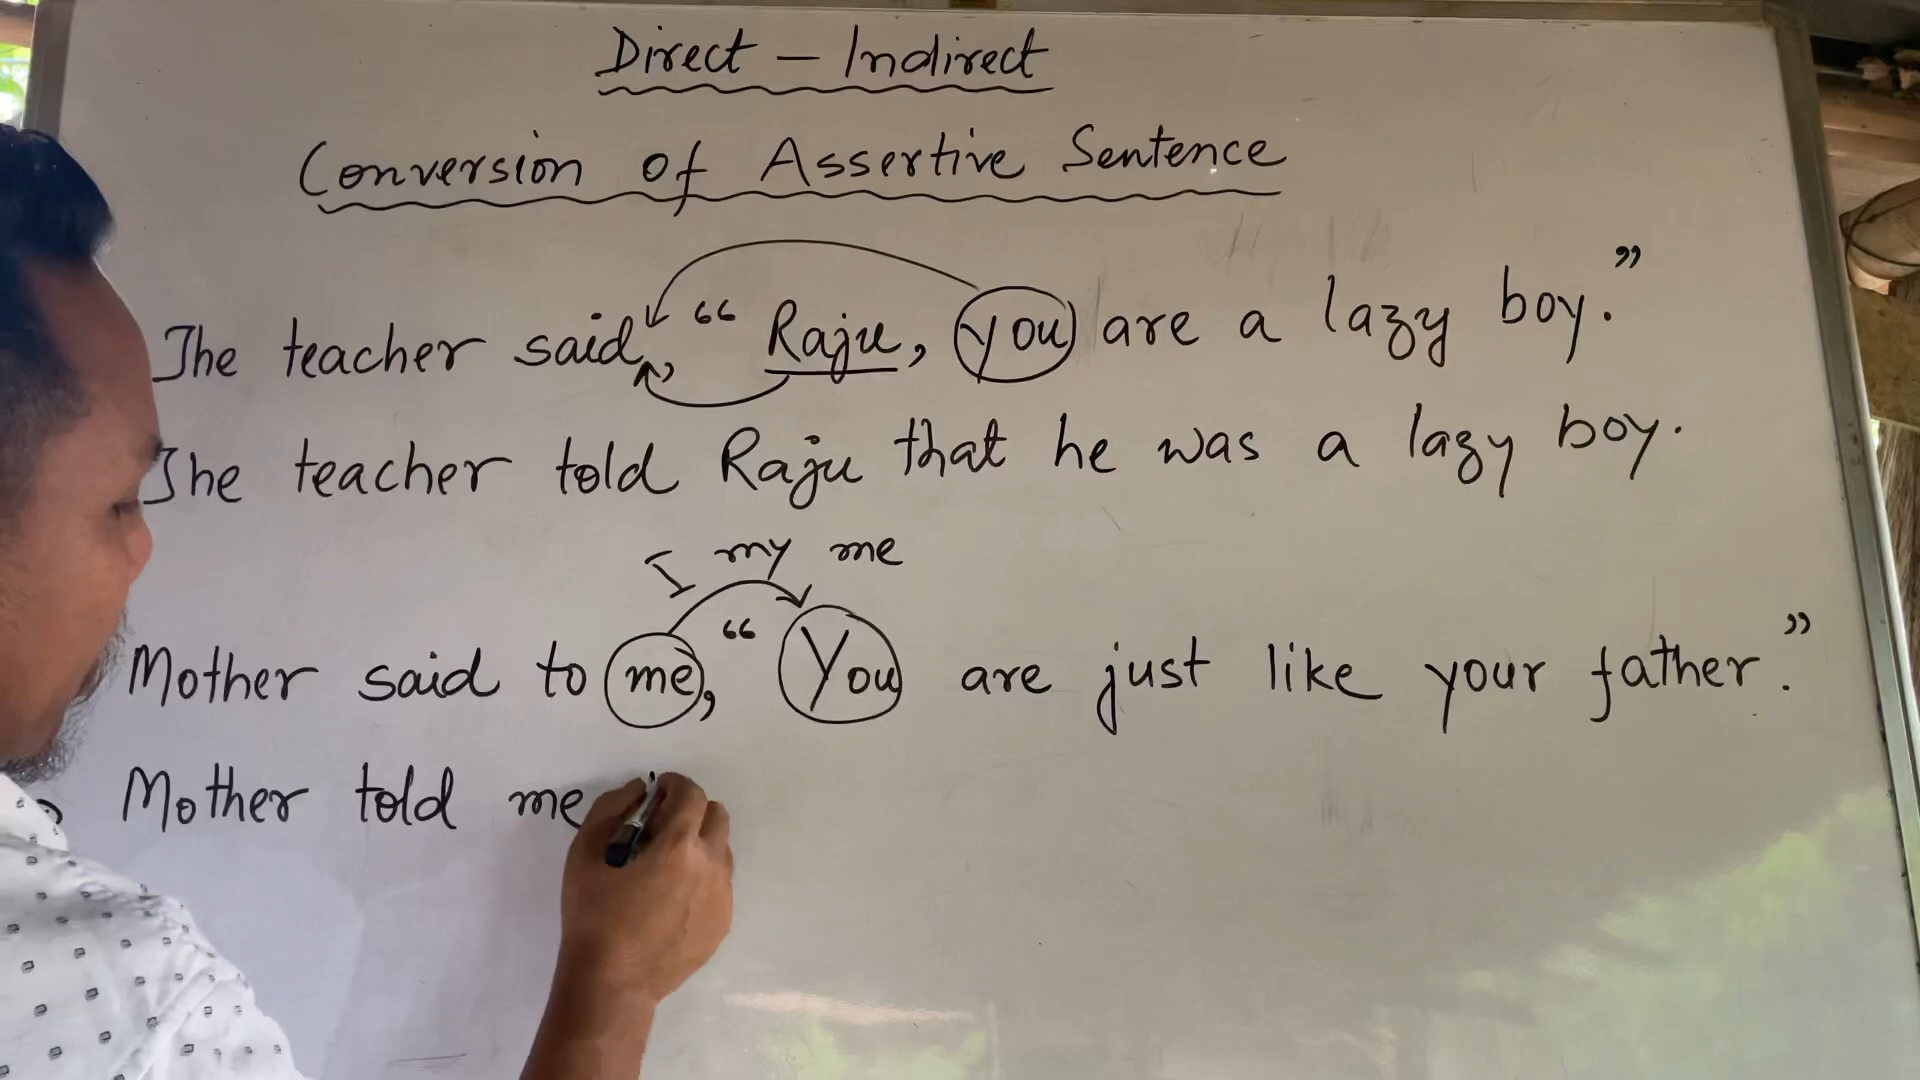 Direct – Indirect
Conversion of Assertive Sentence
The teacher said, “Raju, you are a lazy boy.”
The teacher told Raju that he was a lazy boy.
I my me
Mother said to me, “You are just like your father.”
Mother told me